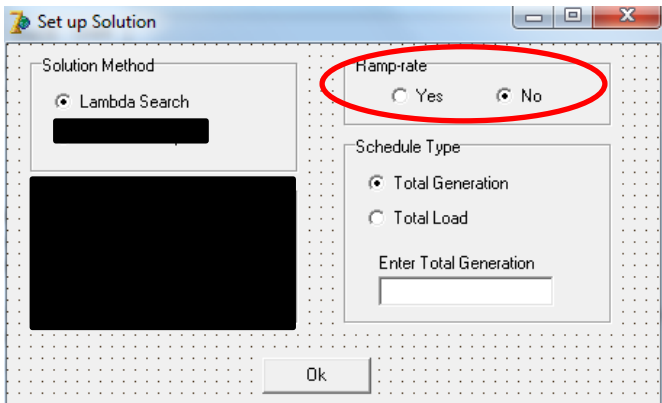 Set up Solution
Solution Method
Lambda Search
Ramp-rate
Yes
No
Schedule Type
Total Generation
Total Load
Enter Total Generation
Ok